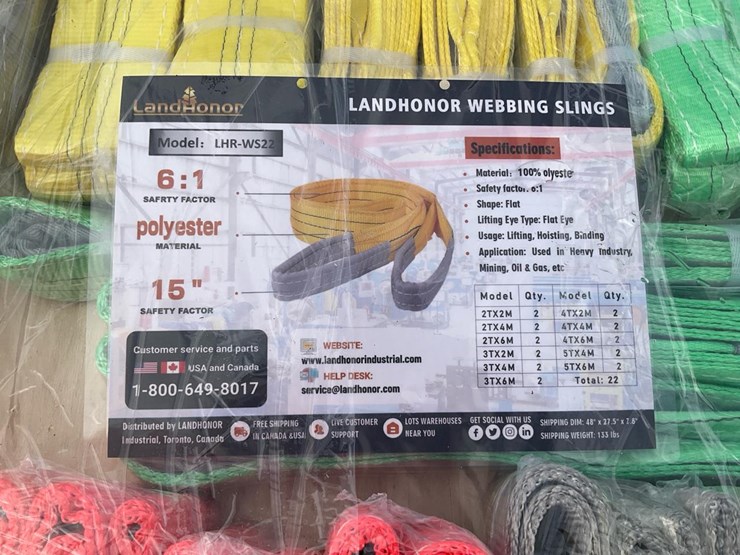 LandHonor
LANDHONOR WEBBING SLINGS
Model: LHR-WS22
6:1
SAFRTY FACTOR
polyester
MATERIAL
15"
SAFETY FACTOR
Customer service and parts
USA and Canada
1-800-649-8017
Specifications:
• Material: 100% olyeste
• Safety factor: 6:1
• Shape: Flat
• Lifting Eye Type: Flat Eye
• Usage: Lifting, Hoisting, Binding
• Application: Used in Heavy Industry,
Mining, Oil & Gas, etc
Model Qty. Model Qty.
2TX2M 2 4TX2M 2
2TX4M 2 4TX4M 2
2TX6M 2 4TX6M 2
3TX2M 2 5TX4M 2
3TX4M 2 5TX6M 2
3TX6M 2 Total: 22
WEBSITE:
www.landhonorindustrial.com
HELP DESK:
service@landhonor.com
Distributed by LANDHONOR
Industrial, Toronto, Canada
FREE SHIPPING
IN CANADA &USA
LIVE CUSTOMER
SUPPORT
LOTS WAREHOUSES
NEAR YOU
GET SOCIAL WITH US
SHIPPING DIM: 48" x 27.5" x 7.8"
SHIPPING WEIGHT: 133 lbs